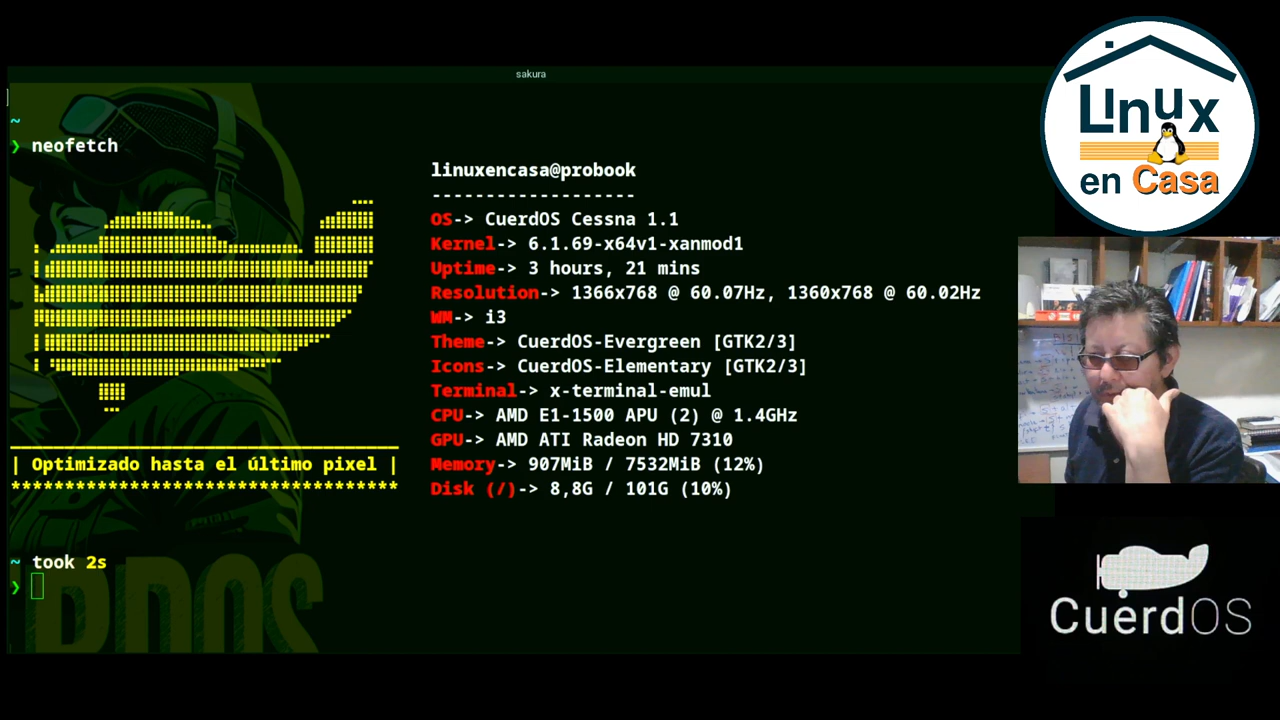 sakura
~
❯ neofetch
linuxencasa@probook
-------------------
OS-> CuerdOS Cessna 1.1
Kernel-> 6.1.69-x64v1-xanmod1
Uptime-> 3 hours, 21 mins
Resolution-> 1366x768 @ 60.07Hz, 1360x768 @ 60.02Hz
WM-> i3
Theme-> CuerdOS-Evergreen [GTK2/3]
Icons-> CuerdOS-Elementary [GTK2/3]
Terminal-> x-terminal-emul
CPU-> AMD E1-1500 APU (2) @ 1.4GHz
GPU-> AMD ATI Radeon HD 7310
Memory-> 907MiB / 7532MiB (12%)
Disk (/)-> 8,8G / 101G (10%)
| Optimizado hasta el último pixel |
************************************
~ took 2s
❯
RDOS
Linux
en Casa
CuerdOS